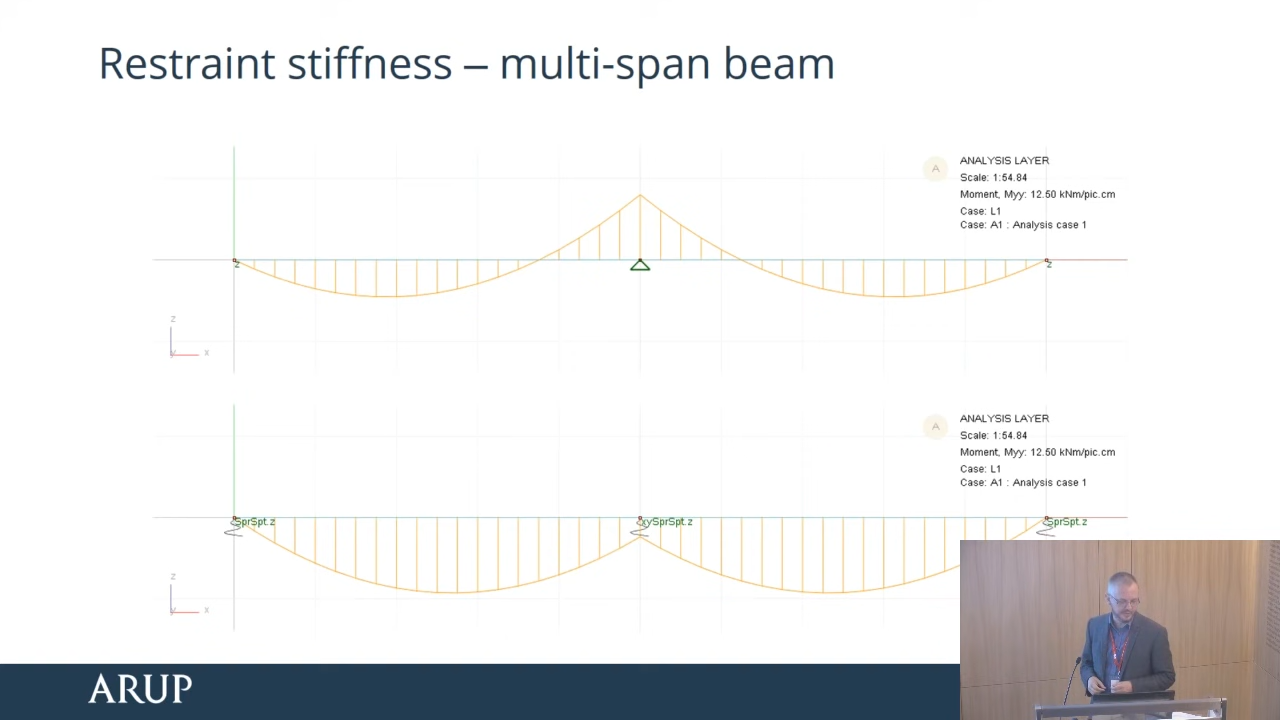 Restraint stiffness – multi-span beam
A
ANALYSIS LAYER
Scale: 1:54.84
Moment, Myy: 12.50 kNm/pic.cm
Case: L1
Case: A1 : Analysis case 1
z
z
z
y
x
A
ANALYSIS LAYER
Scale: 1:54.84
Moment, Myy: 12.50 kNm/pic.cm
Case: L1
Case: A1 : Analysis case 1
SprSpt.z
xySprSpt.z
SprSpt.z
z
y
x
ARUP